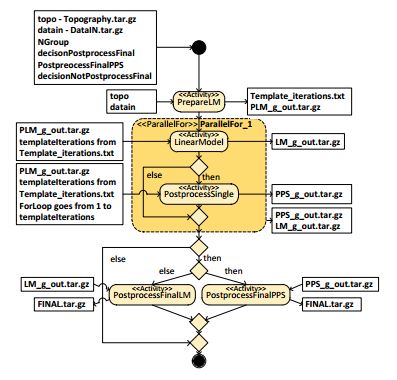 topo - Topography.tar.gz
datain - DataIN.tar.gz
NGroup
decisonPostprocessFinal
PostpreocessFinalPPS
decisionNotPostprocessFinal
topo
datain
<<Activity>>
PrepareLM
Template_iterations.txt
PLM_g_out.tar.gz
<<ParallelFor>> ParallelFor_1
PLM_g_out.tar.gz
templateIterations from
Template_iterations.txt
<<Activity>>
LinearModel
LM_g_out.tar.gz
else
then
PLM_g_out.tar.gz
templateIterations from
Template_iterations.txt
ForLoop goes from 1 to
templateIterations
<<Activity>>
PostprocessSingle
PPS_g_out.tar.gz
PPS_g_out.tar.gz
LM_g_out.tar.gz
else
then
else
then
LM_g_out.tar.gz
FINAL.tar.gz
<<Activity>>
PostprocessFinalLM
<<Activity>>
PostprocessFinalPPS
PPS_g_out.tar.gz
FINAL.tar.gz